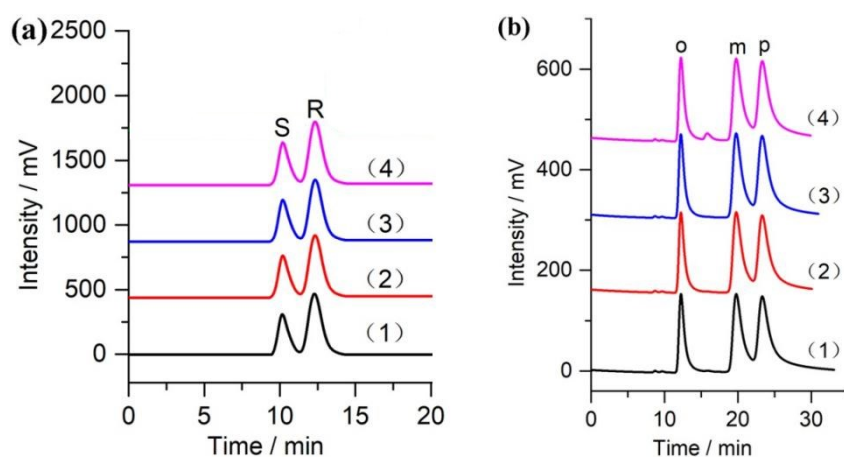 (a)
2500
2000
1500
1000
500
0
Intensity / mV
S R
（4）
（3）
（2）
（1）
0 5 10 15 20
Time / min
(b)
600
400
200
0
Intensity / mV
o m p
（4）
（3）
（2）
（1）
0 10 20 30
Time / min